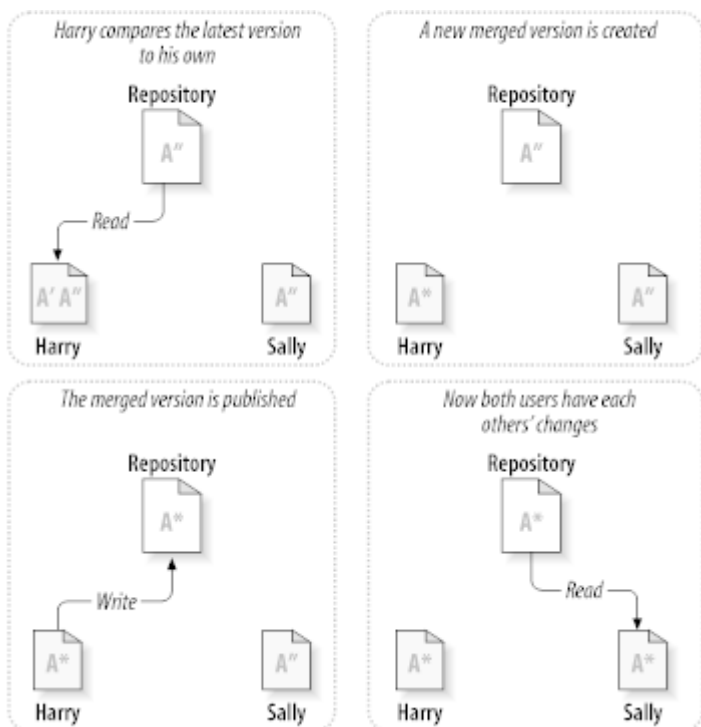 Harry compares the latest version
to his own
Repository
A"
Read
A' A"
A"
Harry
Sally
A new merged version is created
Repository
A"
A*
A"
Harry
Sally
The merged version is published
Repository
A*
Write
A*
A"
Harry
Sally
Now both users have each
others’ changes
Repository
A*
Read
A*
A*
Harry
Sally